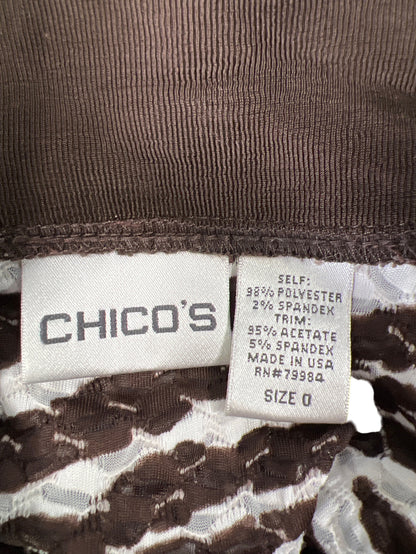 CHICO'S
SELF:
98% POLYESTER
2% SPANDEX
TRIM:
95% ACETATE
5% SPANDEX
MADE IN USA
RN#79984
SIZE 0